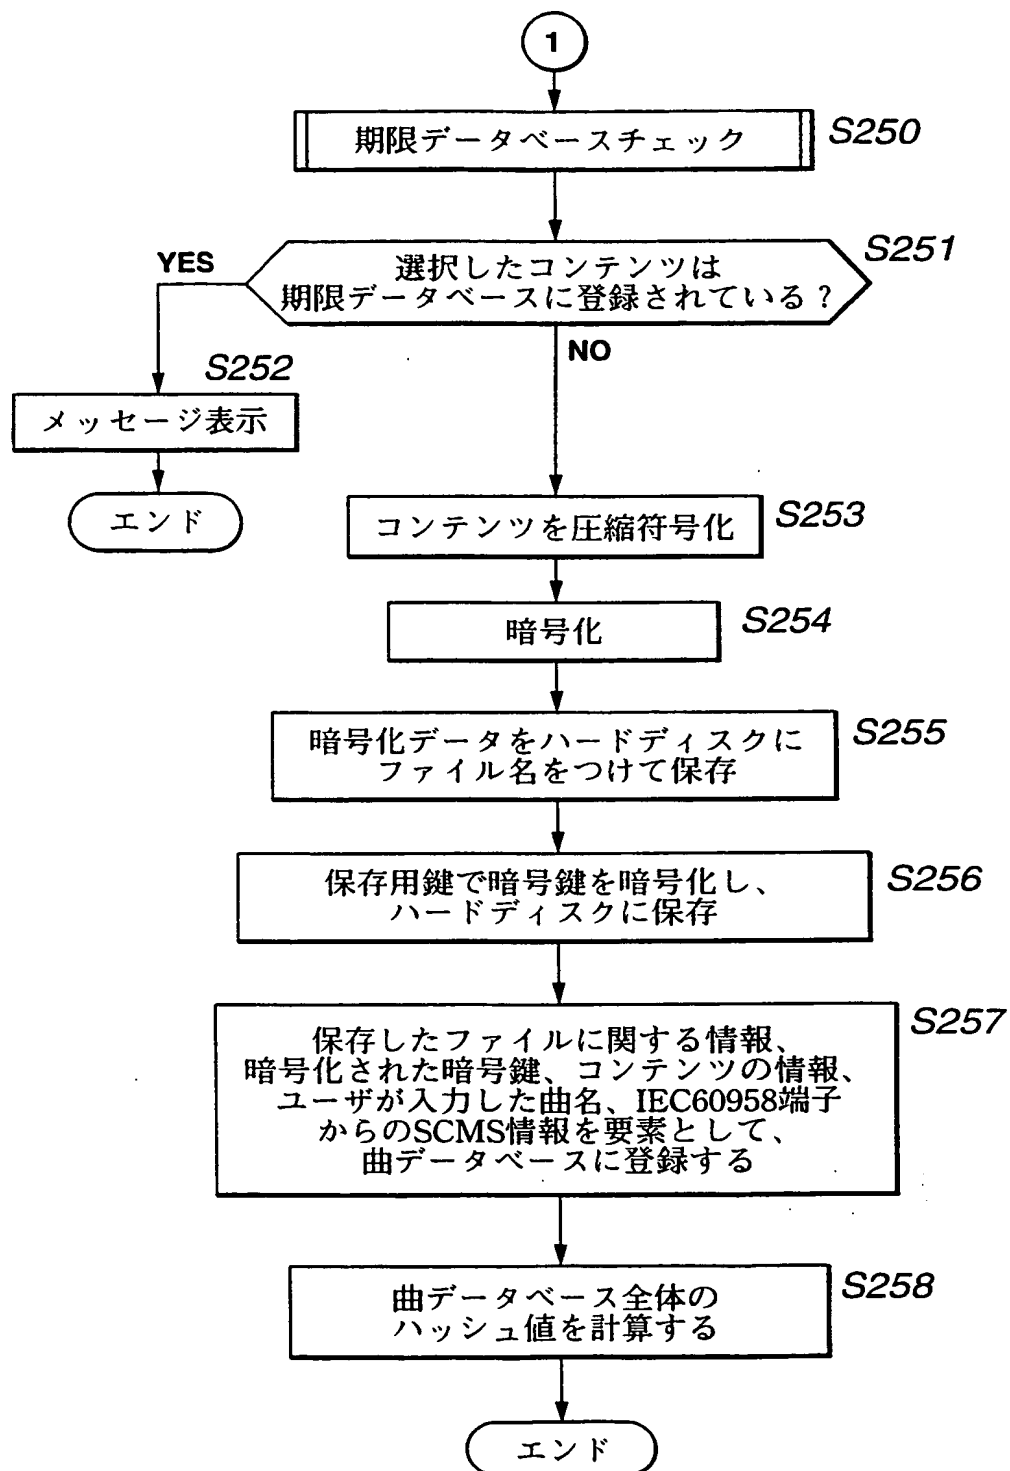 1
期限データベースチェック
S250
選択したコンテンツは
期限データベースに登録されている?
S251
YES
NO
S252
メッセージ表示
エンド
コンテンツを圧縮符号化
S253
暗号化
S254
暗号化データをハードディスクに
ファイル名をつけて保存
S255
保存用鍵で暗号鍵を暗号化し、
ハードディスクに保存
S256
保存したファイルに関する情報、
暗号化された暗号鍵、コンテンツの情報、
ユーザが入力した曲名、IEC60958端子
からのSCMS情報を要素として、
曲データベースに登録する
S257
曲データベース全体の
ハッシュ値を計算する
S258
エンド